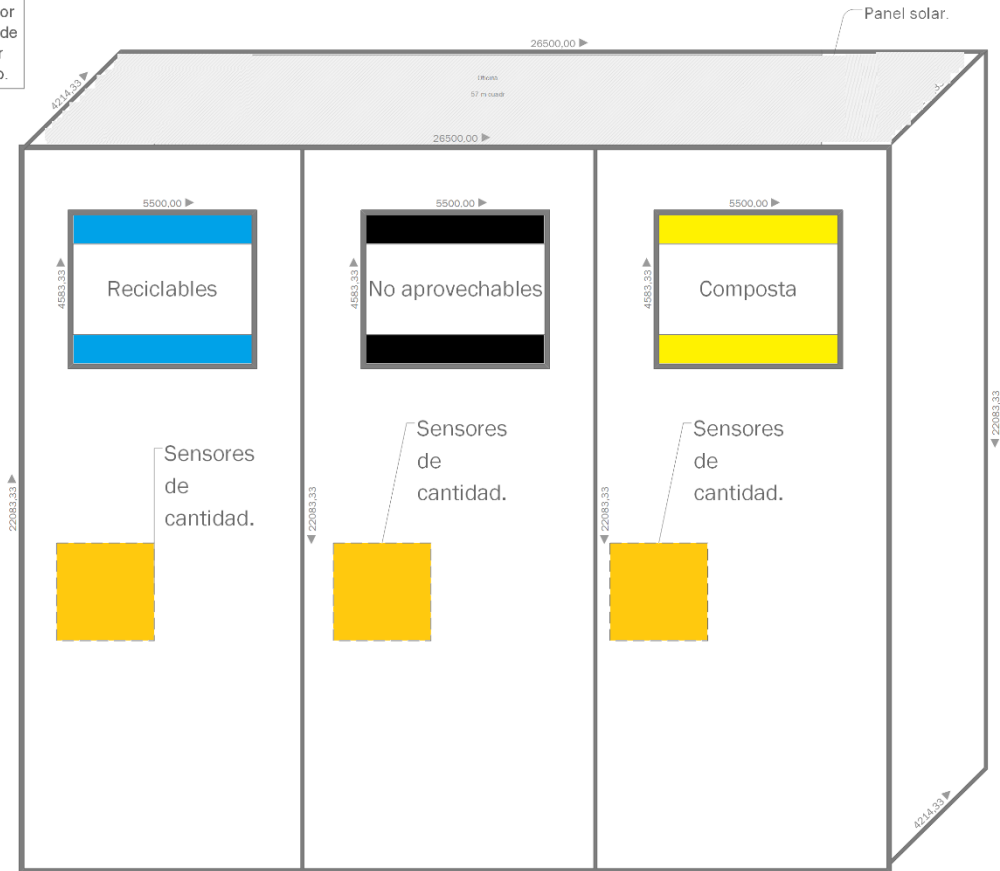 or
de
r
o.
Panel solar.
26500,00
4214,33
57 m cuadr
26500,00
5500,00
5500,00
5500,00
4583,33
Reciclables
4583,33
No aprovechables
4583,33
Composta
22083,33
Sensores
de
cantidad.
Sensores
de
cantidad.
Sensores
de
cantidad.
22083,33
22083,33
22083,33
4214,33